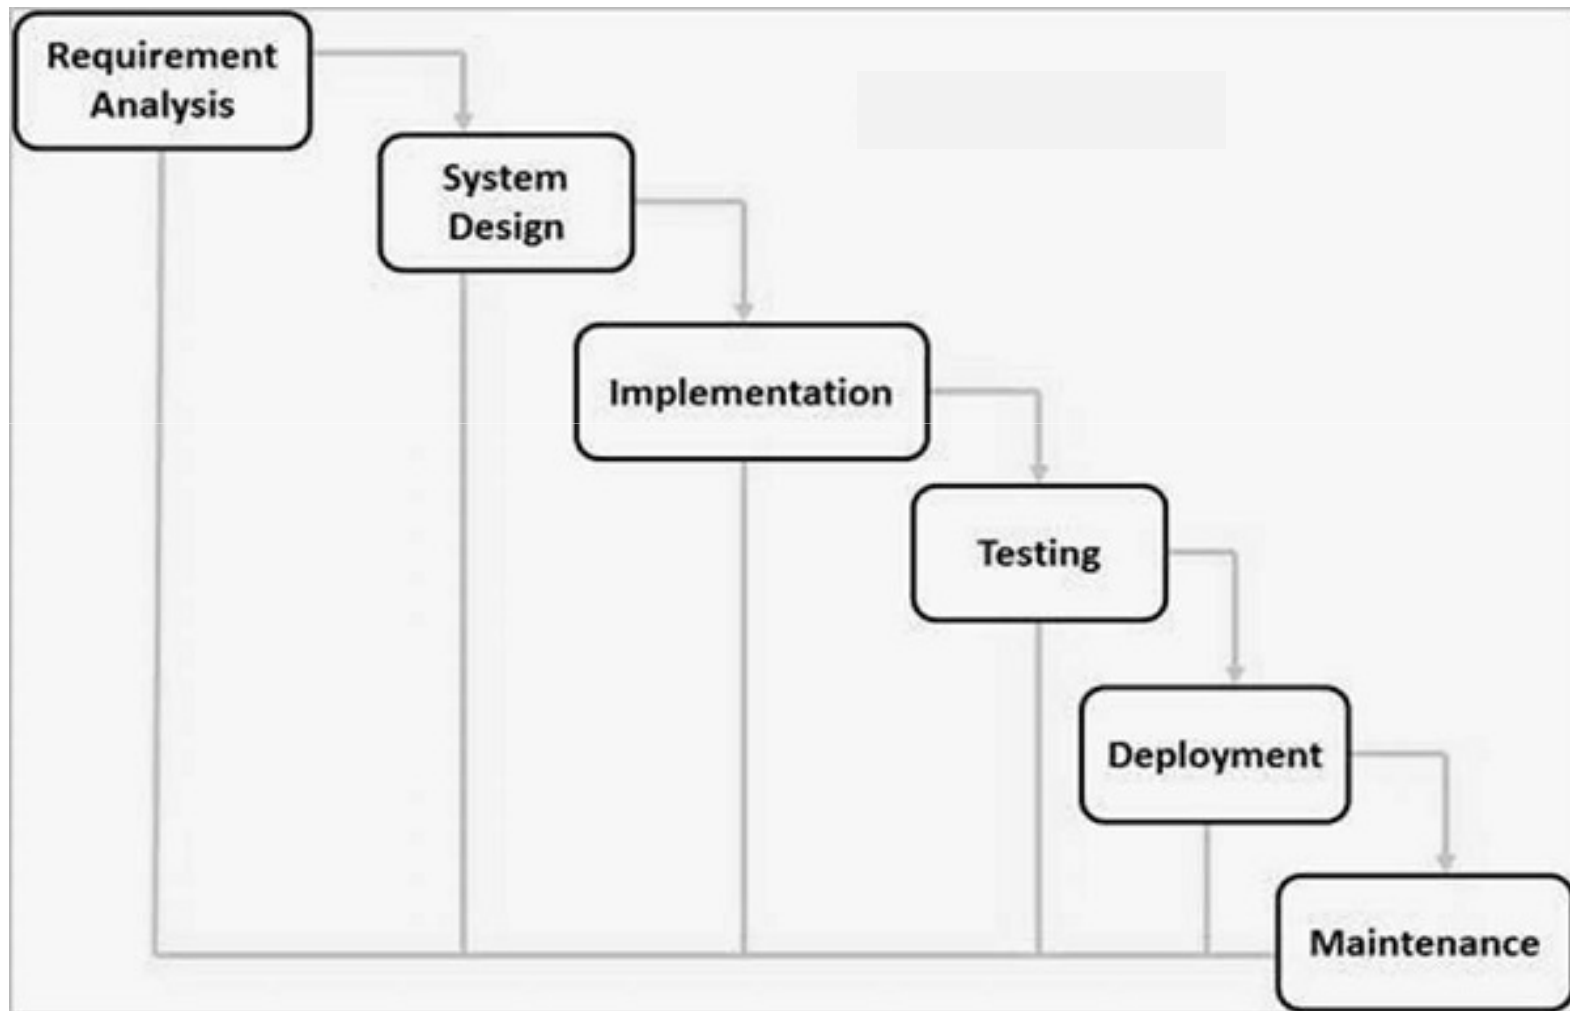 Requirement
Analysis
System
Design
Implementation
Testing
Deployment
Maintenance